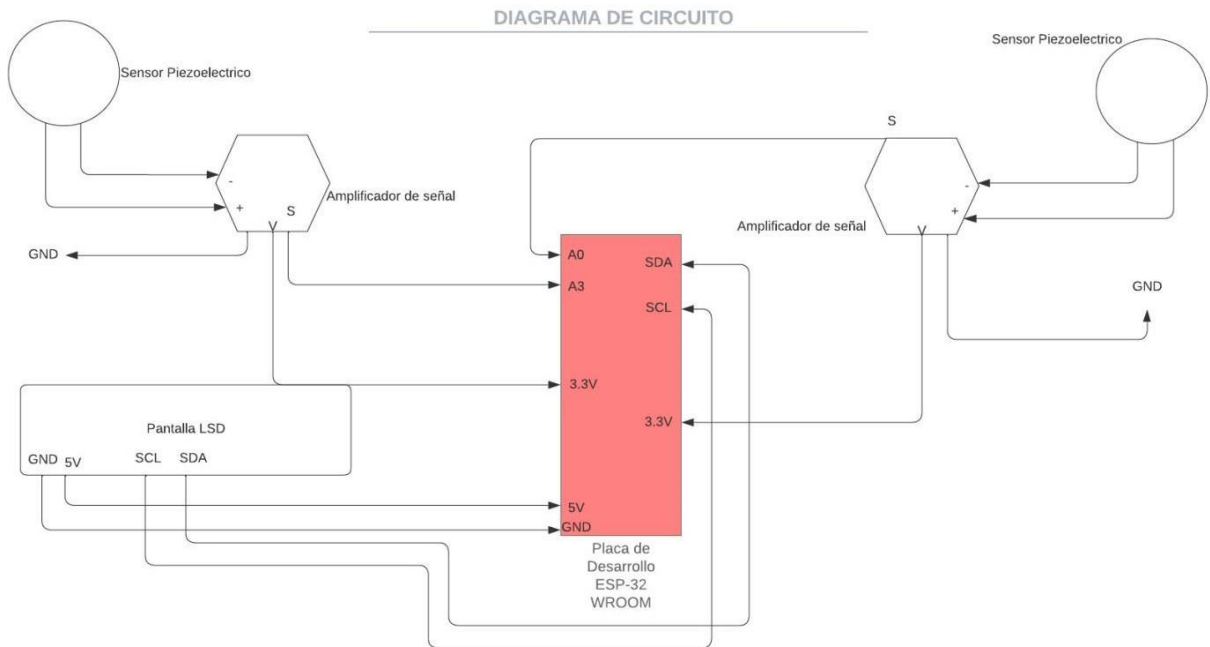 DIAGRAMA DE CIRCUITO
Sensor Piezoelectrico
Sensor Piezoelectrico
S
-
+
V
S
Amplificador de señal
GND
-
+
V
Amplificador de señal
GND
A0
A3
SDA
SCL
3.3V
3.3V
5V
GND
Pantalla LSD
GND
5V
SCL
SDA
Placa de
Desarrollo
ESP-32
WROOM